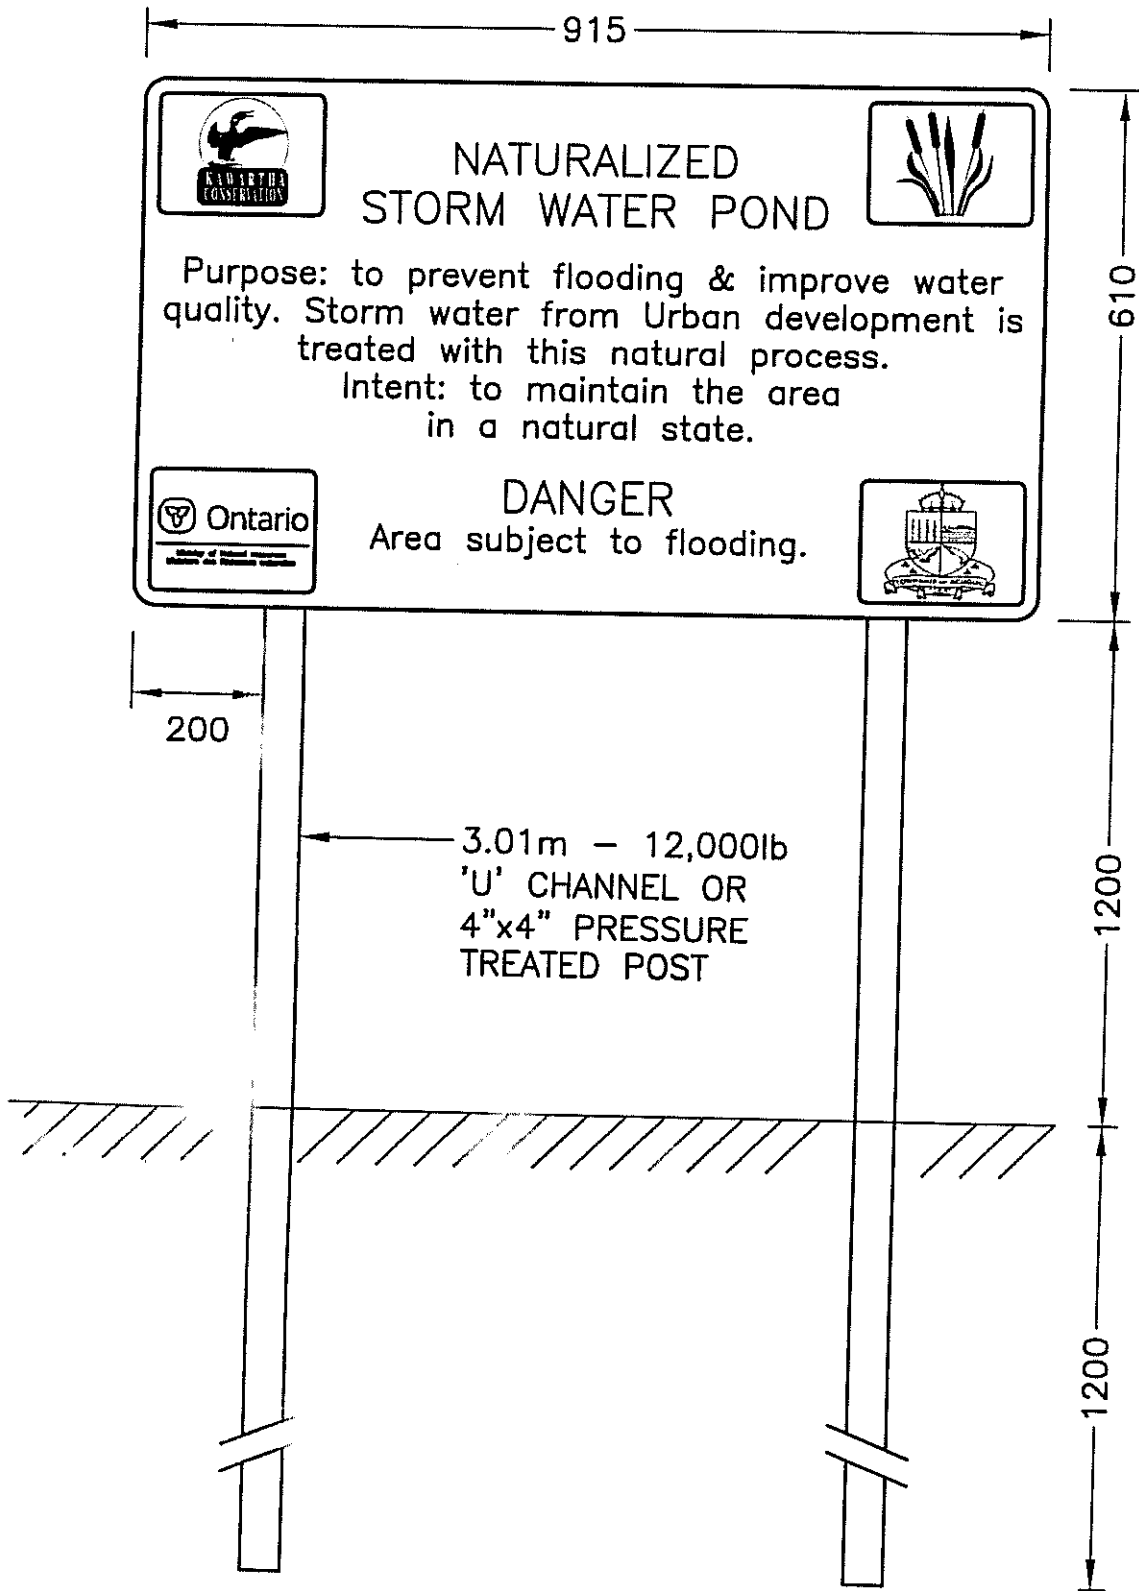 915
KAWARTHA
CONSERVATION
NATURALIZED
STORM WATER POND
Purpose: to prevent flooding & improve water
quality. Storm water from Urban development is
treated with this natural process.
Intent: to maintain the area
in a natural state.
610
Ontario
DANGER
Area subject to flooding.
200
3.01m – 12,000lb
'U' CHANNEL OR
4"x4" PRESSURE
TREATED POST
1200
1200